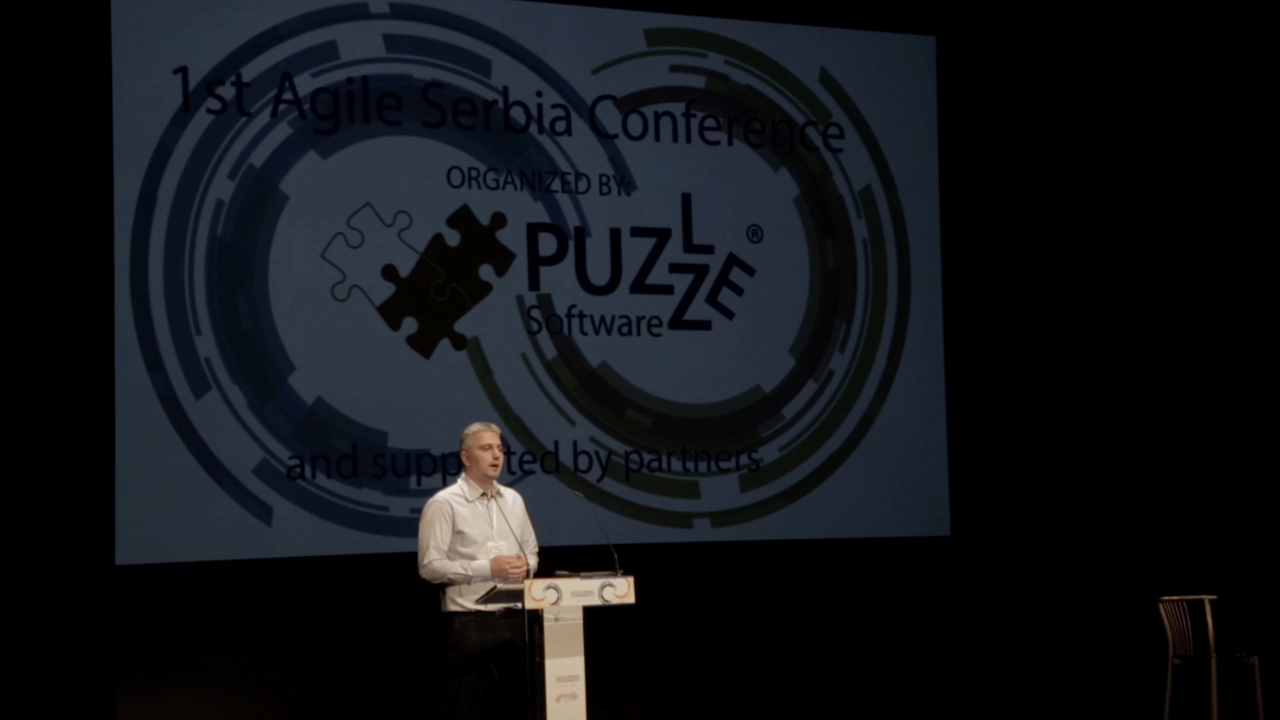 1st Agile Serbia Conference
ORGANIZED BY:
PUZZLE ®
Software
and supp ted by partners